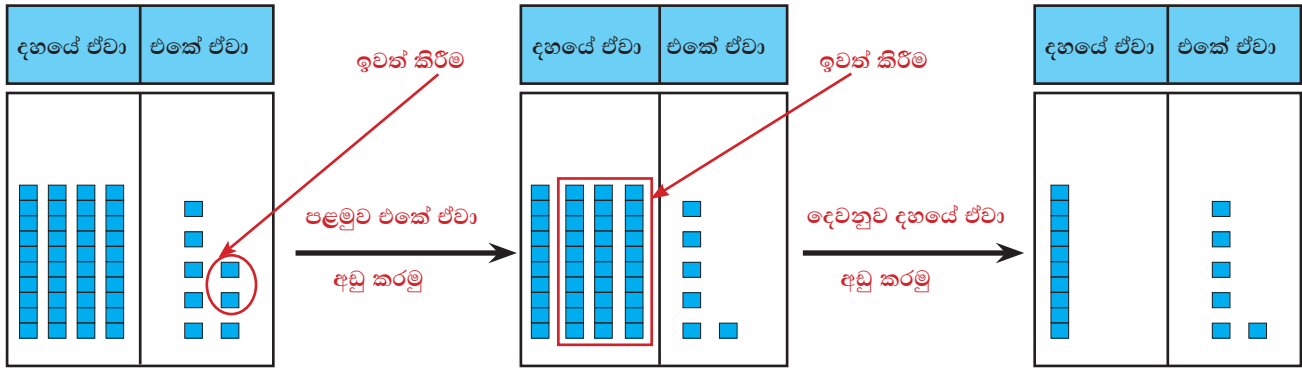 දහයේ ඒවා එකේ ඒවා
ඉවත් කිරීම
පළමුව එකේ ඒවා
අඩු කරමු
දහයේ ඒවා එකේ ඒවා
ඉවත් කිරීම
දෙවනුව දහයේ ඒවා
අඩු කරමු
දහයේ ඒවා එකේ ඒවා